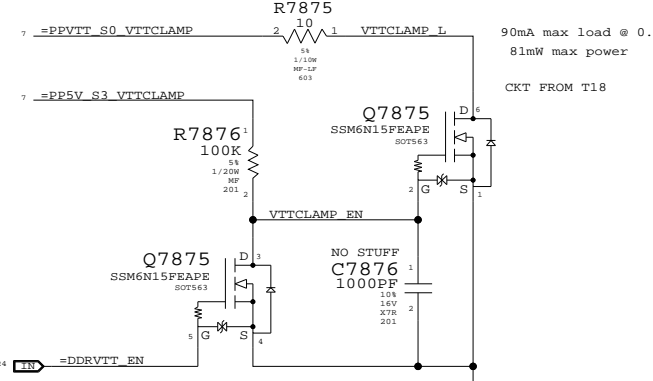 R7875
10
7 =PPVTT_S0_VTTCLAMP 2 1 VTTCLAMP_L
5%
1/10W
MF-LF
603
90mA max load @ 0.
81mW max power
CKT FROM T18
7 =PP5V_S3_VTTCLAMP
Q7875
SSM6N15FEAPE
SOT563
D 6
2 G S 1
R7876 1
100K
5%
1/20W
MF
201
2
VTTCLAMP_EN
Q7875
SSM6N15FEAPE
SOT563
D 3
5 G S 4
NO STUFF
C7876
1000PF
10%
16V
X7R
201
1
2
24 IN =DDRVTT_EN